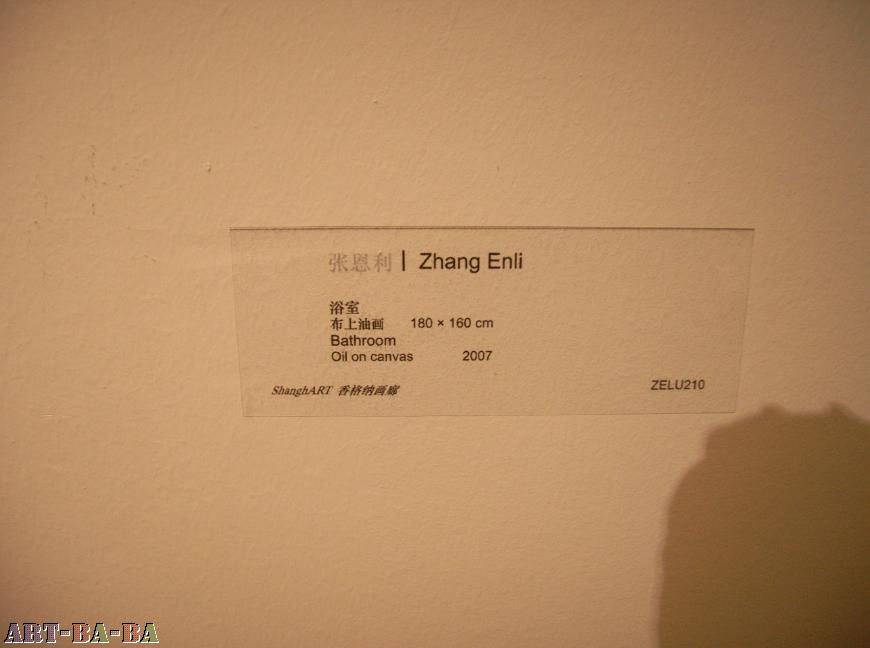 张恩利 | Zhang Enli
浴室
布上油画 180 × 160 cm
Bathroom
Oil on canvas 2007
ShanghART 香格纳画廊 ZELU210
ART-BA-BA